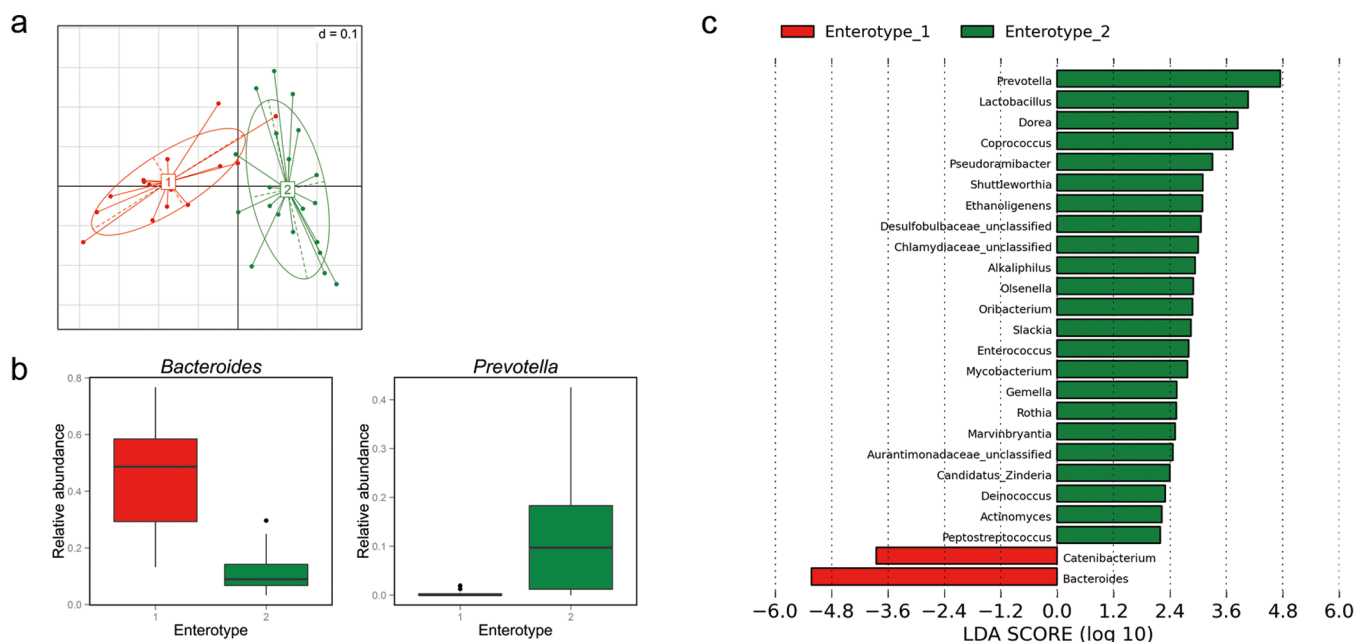 a
d = 0.1
1
2
b
Bacteroides
Relative abundance
0.8
0.6
0.4
0.2
0.0
1
2
Enterotype
Prevotella
Relative abundance
0.4
0.3
0.2
0.1
0.0
1
2
Enterotype
c
Enterotype_1
Enterotype_2
Prevotella
Lactobacillus
Dorea
Coprococcus
Pseudoramibacter
Shuttleworthia
Ethanoligenens
Desulfobulbaceae_unclassified
Chlamydiaceae_unclassified
Alkaliphilus
Olsenella
Oribacterium
Slackia
Enterococcus
Mycobacterium
Gemella
Rothia
Marvinbryantia
Aurantimonadaceae_unclassified
Candidatus_Zinderia
Deinococcus
Actinomyces
Peptostreptococcus
Catenibacterium
Bacteroides
−6.0 −4.8 −3.6 −2.4 −1.2 0.0 1.2 2.4 3.6 4.8 6.0
LDA SCORE (log 10)